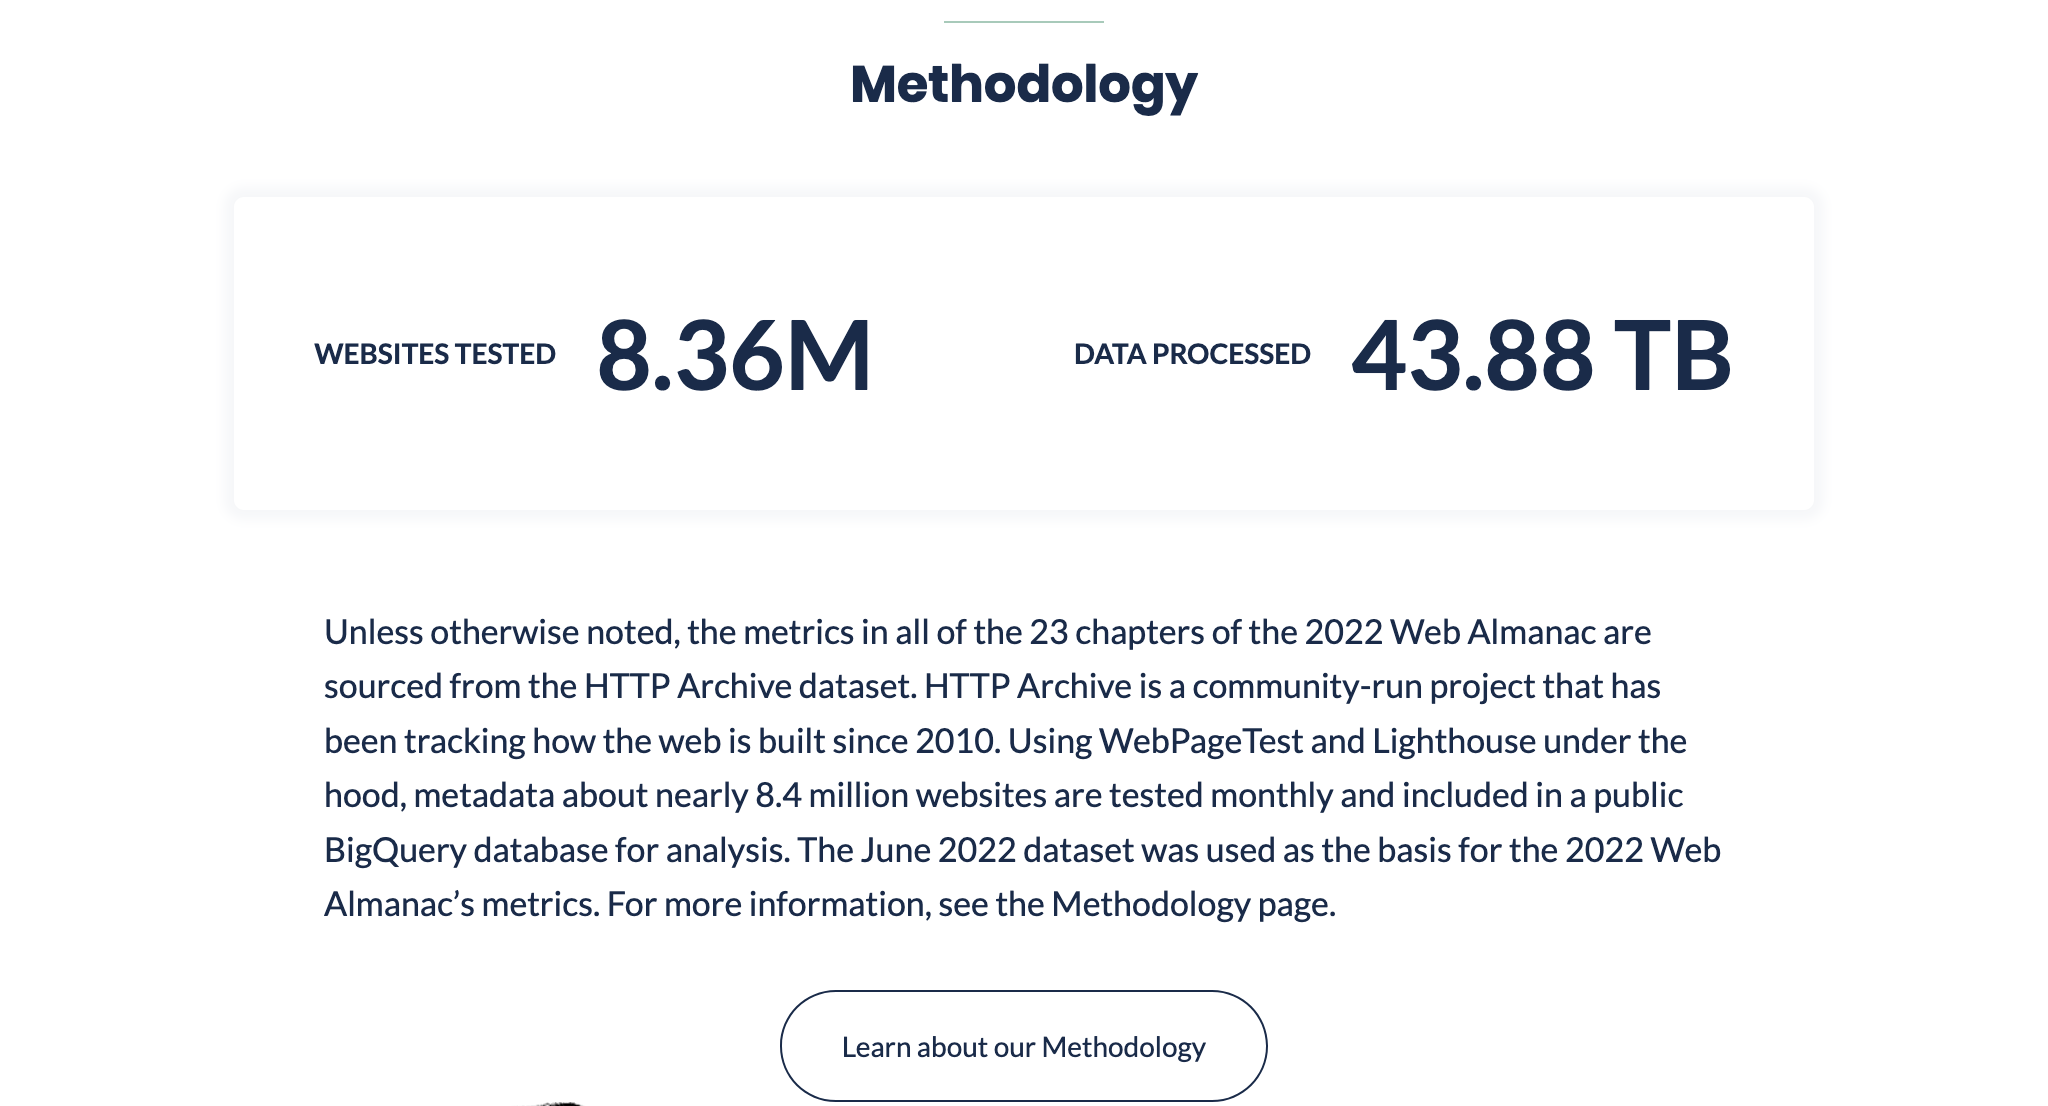 Methodology
WEBSITES TESTED 8.36M DATA PROCESSED 43.88 TB
Unless otherwise noted, the metrics in all of the 23 chapters of the 2022 Web Almanac are
sourced from the HTTP Archive dataset. HTTP Archive is a community-run project that has
been tracking how the web is built since 2010. Using WebPageTest and Lighthouse under the
hood, metadata about nearly 8.4 million websites are tested monthly and included in a public
BigQuery database for analysis. The June 2022 dataset was used as the basis for the 2022 Web
Almanac’s metrics. For more information, see the Methodology page.
Learn about our Methodology